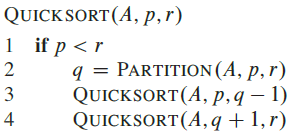 QUICKSORT(A, p, r)
1 if p < r
2 q = PARTITION(A, p, r)
3 QUICKSORT(A, p, q − 1)
4 QUICKSORT(A, q + 1, r)